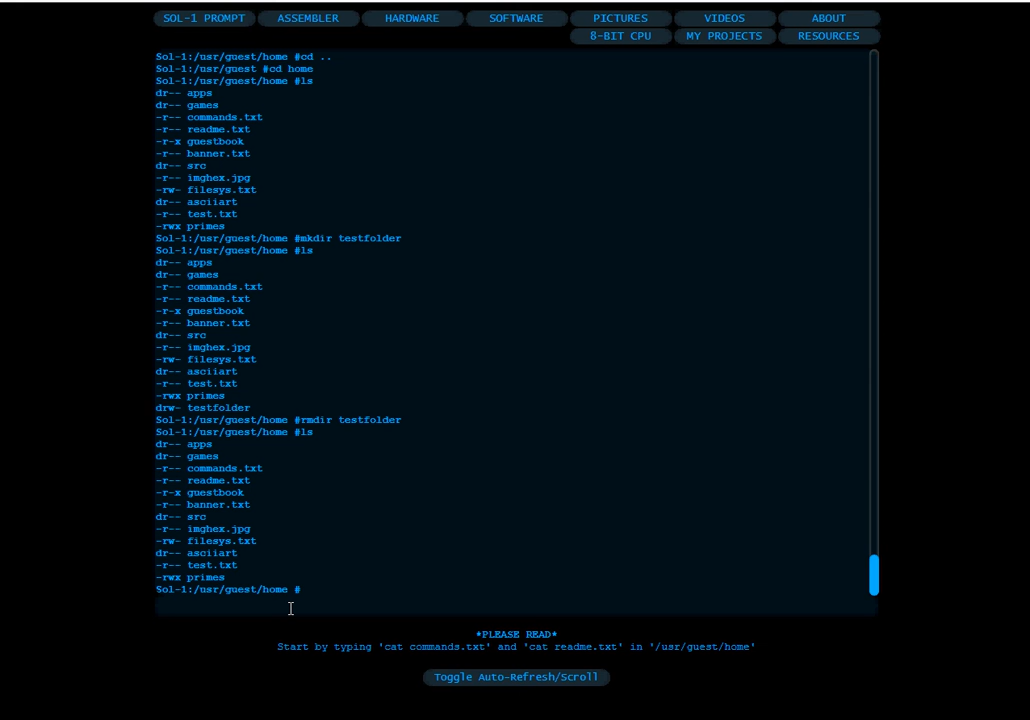 SOL-1 PROMPT ASSEMBLER HARDWARE SOFTWARE PICTURES VIDEOS ABOUT
8-BIT CPU MY PROJECTS RESOURCES
Sol-1:/usr/guest/home #cd ..
Sol-1:/usr/guest #cd home
Sol-1:/usr/guest/home #ls
dr-- apps
dr-- games
-r-- commands.txt
-r-- readme.txt
-r-x guestbook
-r-- banner.txt
dr-- src
-r-- imghex.jpg
-rw- filesys.txt
dr-- asciiart
-r-- test.txt
-rwx primes
Sol-1:/usr/guest/home #mkdir testfolder
Sol-1:/usr/guest/home #ls
dr-- apps
dr-- games
-r-- commands.txt
-r-- readme.txt
-r-x guestbook
-r-- banner.txt
dr-- src
-r-- imghex.jpg
-rw- filesys.txt
dr-- asciiart
-r-- test.txt
-rwx primes
drw- testfolder
Sol-1:/usr/guest/home #rmdir testfolder
Sol-1:/usr/guest/home #ls
dr-- apps
dr-- games
-r-- commands.txt
-r-- readme.txt
-r-x guestbook
-r-- banner.txt
dr-- src
-r-- imghex.jpg
-rw- filesys.txt
dr-- asciiart
-r-- test.txt
-rwx primes
Sol-1:/usr/guest/home #
*PLEASE READ*
Start by typing 'cat commands.txt' and 'cat readme.txt' in '/usr/guest/home'
Toggle Auto-Refresh/Scroll